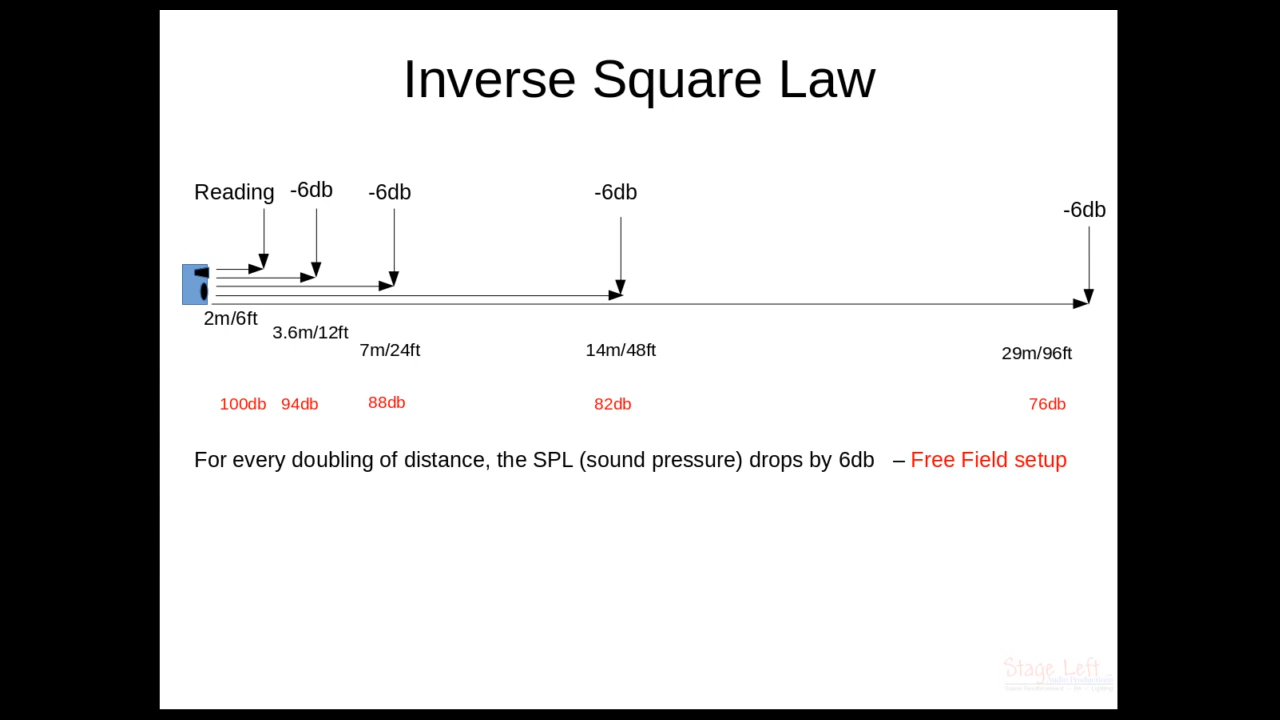 Inverse Square Law
Reading -6db -6db -6db -6db
2m/6ft 3.6m/12ft 7m/24ft 14m/48ft 29m/96ft
100db 94db 88db 82db 76db
For every doubling of distance, the SPL (sound pressure) drops by 6db – Free Field setup
Stage Left